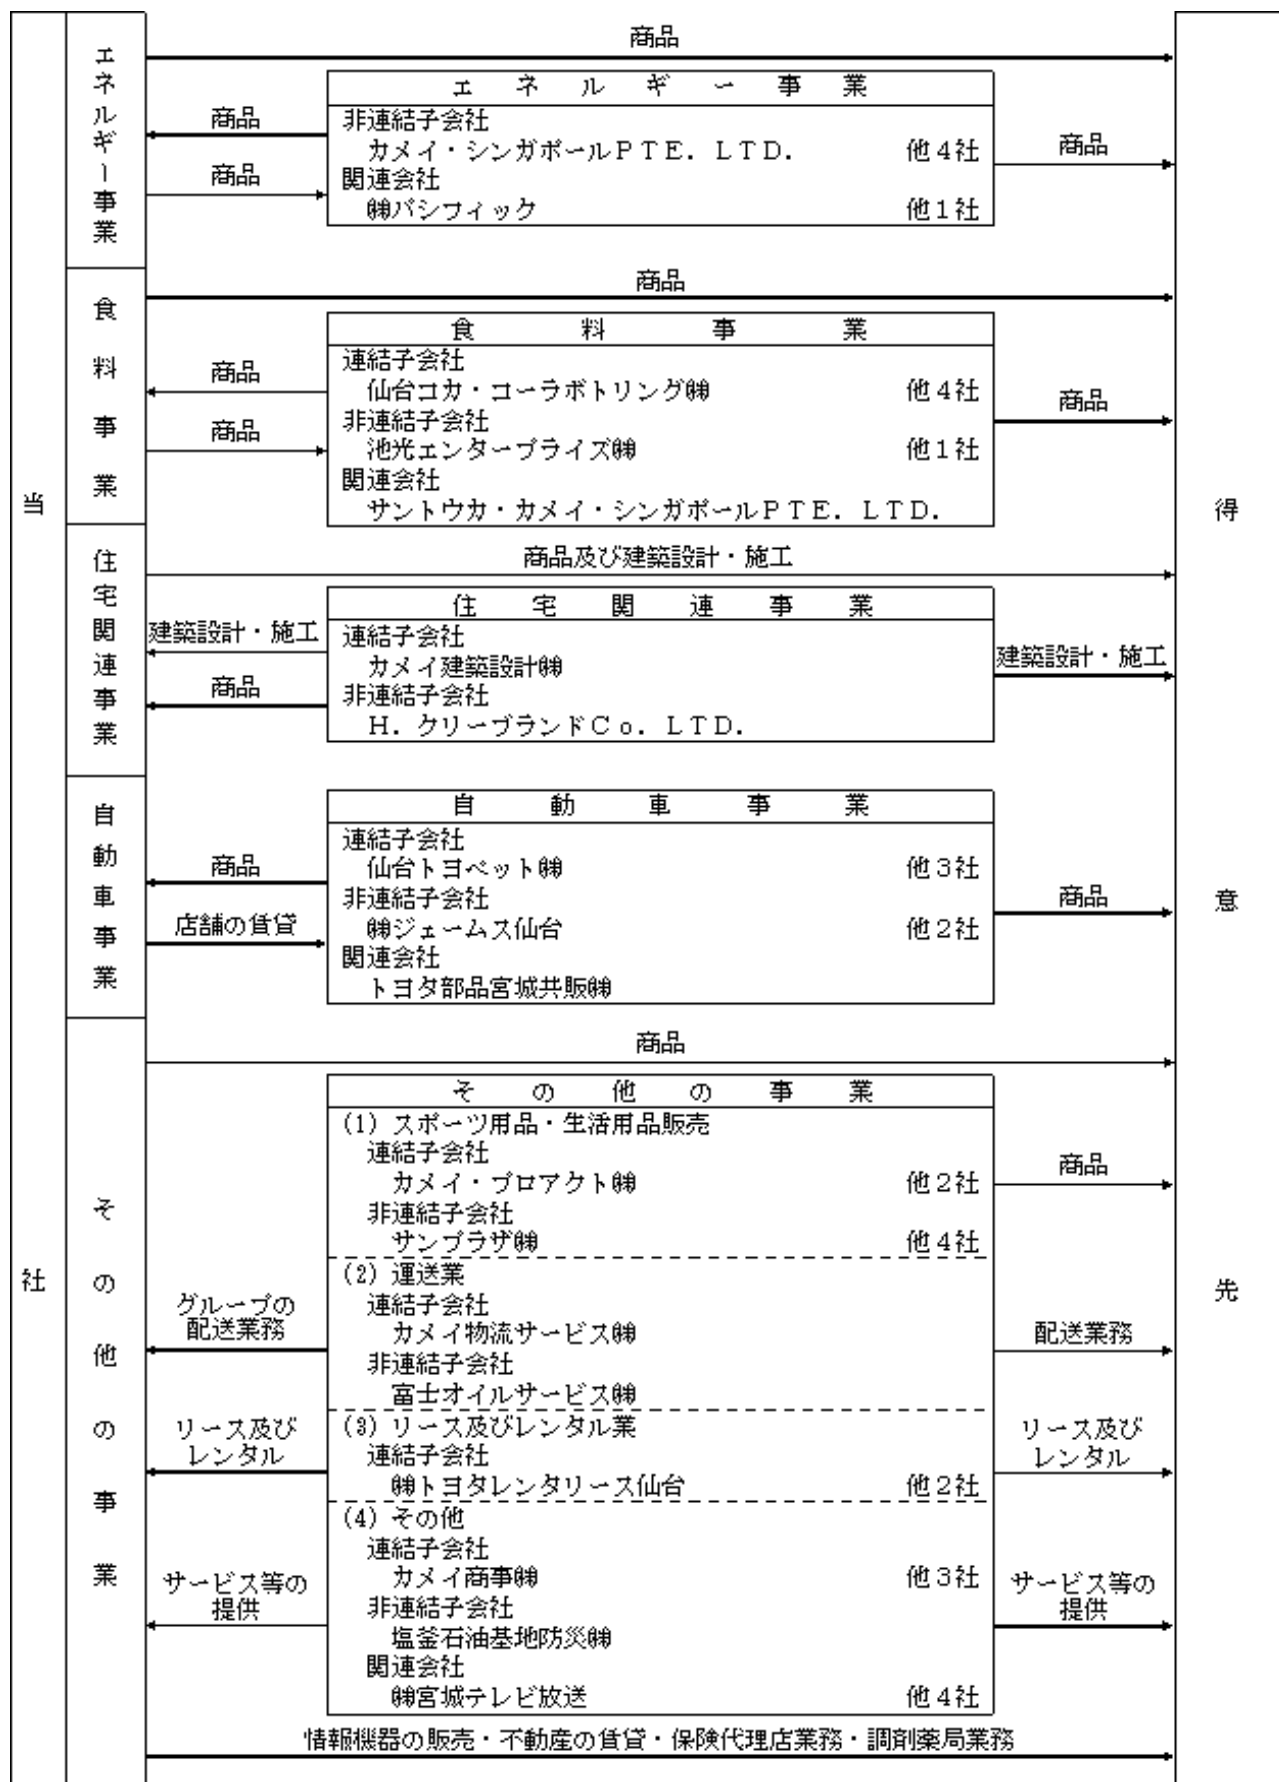 当社
得意先
エネルギー事業
商品
エネルギー事業
商品
非連結子会社
カメイ・シンガポールＰＴＥ．ＬＴＤ． 他４社
商品
商品
関連会社
㈱パシフィック 他１社
食料事業
商品
食料事業
連結子会社
商品
仙台コカ・コーラボトリング㈱ 他４社
商品
非連結子会社
商品
池光エンタープライズ㈱ 他１社
関連会社
サントウカ・カメイ・シンガポールＰＴＥ．ＬＴＤ．
住宅関連事業
商品及び建築設計・施工
住宅関連事業
建築設計・施工
連結子会社
カメイ建築設計㈱
建築設計・施工
商品
非連結子会社
Ｈ．クリーブランドＣｏ．ＬＴＤ．
自動車事業
自動車事業
連結子会社
商品
仙台トヨペット㈱ 他３社
非連結子会社
商品
店舗の賃貸
㈱ジェームス仙台 他２社
関連会社
トヨタ部品宮城共販㈱
その他の事業
商品
その他の事業
(1) スポーツ用品・生活用品販売
連結子会社
カメイ・プロアクト㈱ 他２社
商品
非連結子会社
サンプラザ㈱ 他４社
(2) 運送業
連結子会社
グループの
配送業務
カメイ物流サービス㈱
配送業務
非連結子会社
富士オイルサービス㈱
(3) リース及びレンタル業
リース及び
レンタル
連結子会社
㈱トヨタレンタリース仙台 他２社
リース及び
レンタル
(4) その他
連結子会社
カメイ商事㈱ 他３社
サービス等の
提供
非連結子会社
塩釜石油基地防災㈱
サービス等の
提供
関連会社
㈱宮城テレビ放送 他４社
情報機器の販売・不動産の賃貸・保険代理店業務・調剤薬局業務